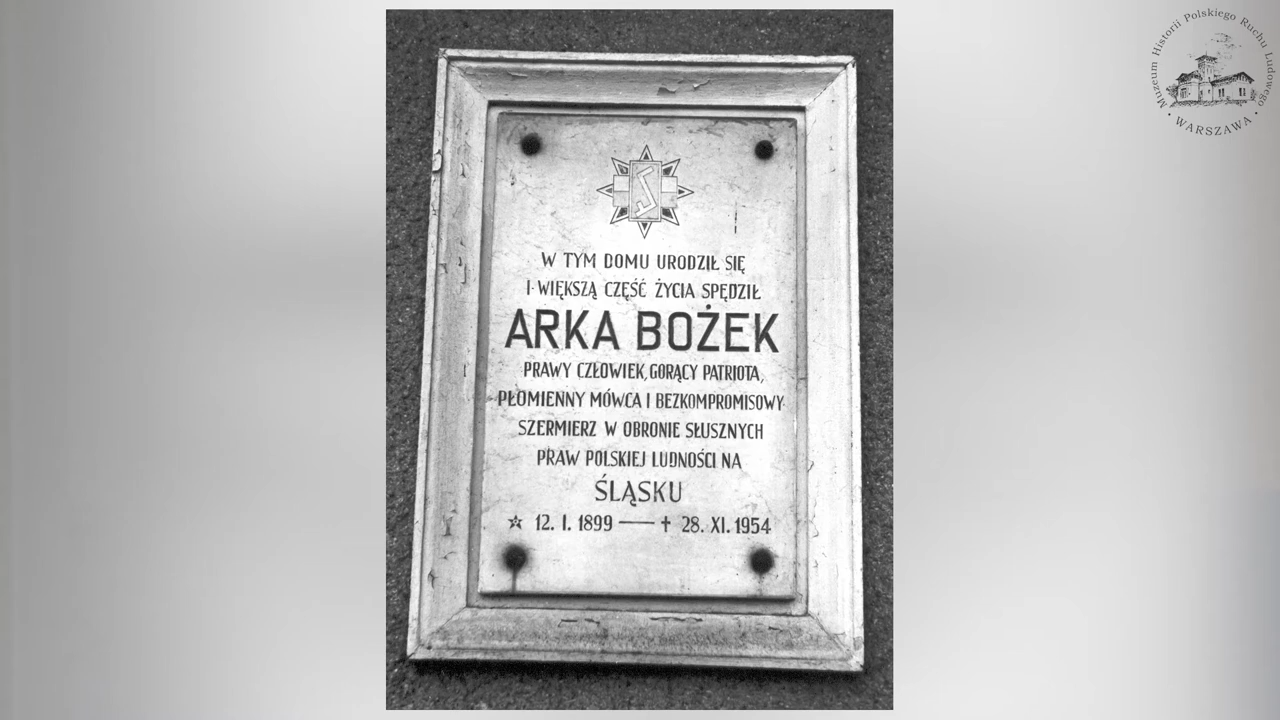 W TYM DOMU URODZIŁ SIĘ
I WIĘKSZĄ CZĘŚĆ ŻYCIA SPĘDZIŁ
ARKA BOŻEK
PRAWY CZŁOWIEK, GORĄCY PATRIOTA,
PŁOMIENNY MÓWCA I BEZKOMPROMISOWY
SZERMIERZ W OBRONIE SŁUSZNYCH
PRAW POLSKIEJ LUDNOŚCI NA
ŚLĄSKU
☆ 12. I. 1899 — † 28. XI. 1954
Muzeum Historii Polskiego Ruchu Ludowego
• WARSZAWA •